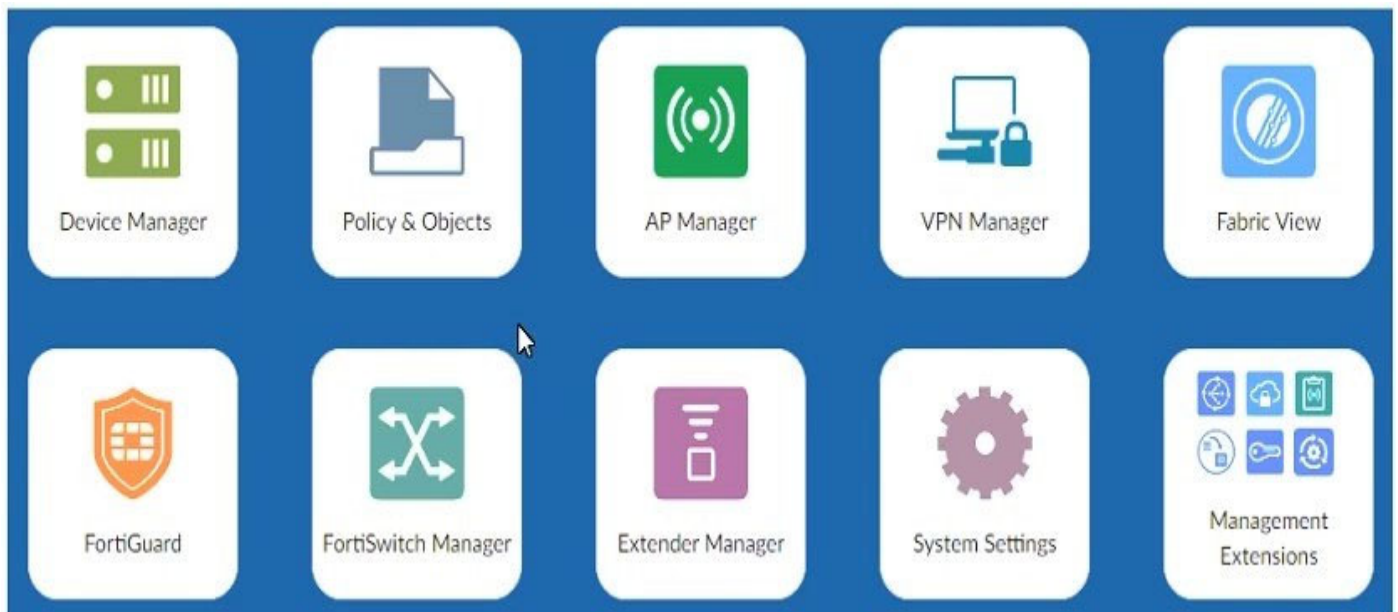 Device Manager
Policy & Objects
AP Manager
VPN Manager
Fabric View
FortiGuard
FortiSwitch Manager
Extender Manager
System Settings
Management
Extensions